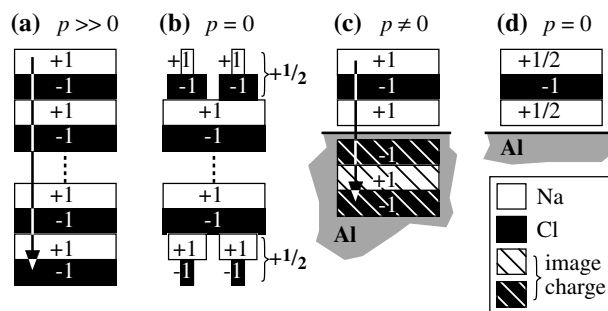 (a) p >> 0
+1
-1
+1
-1
+1
-1
+1
-1
(b) p = 0
+1 +1
-1 -1
+1/2
+1
-1
+1
-1
+1 +1
-1 -1
+1/2
(c) p ≠ 0
+1
-1
+1
-1
+1
-1
Al
(d) p = 0
+1/2
-1
+1/2
Al
Na
Cl
image
charge